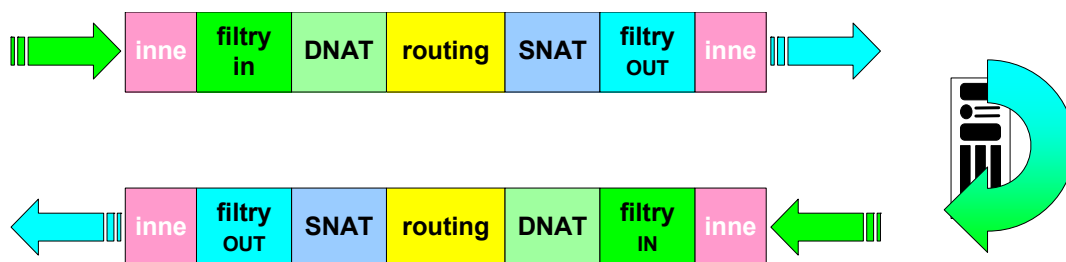 inne filtry in DNAT routing SNAT filtry OUT inne
inne filtry OUT SNAT routing DNAT filtry IN inne